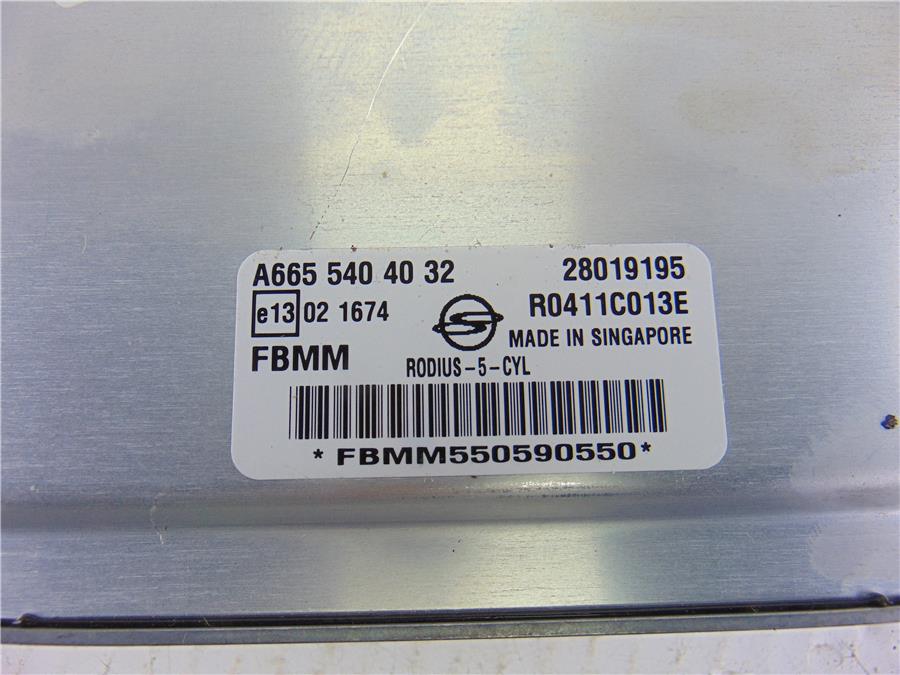 A665 540 40 32 28019195
e13 02 1674 R0411C013E
MADE IN SINGAPORE
FBMM RODIUS-5-CYL
*FBMM550590550*